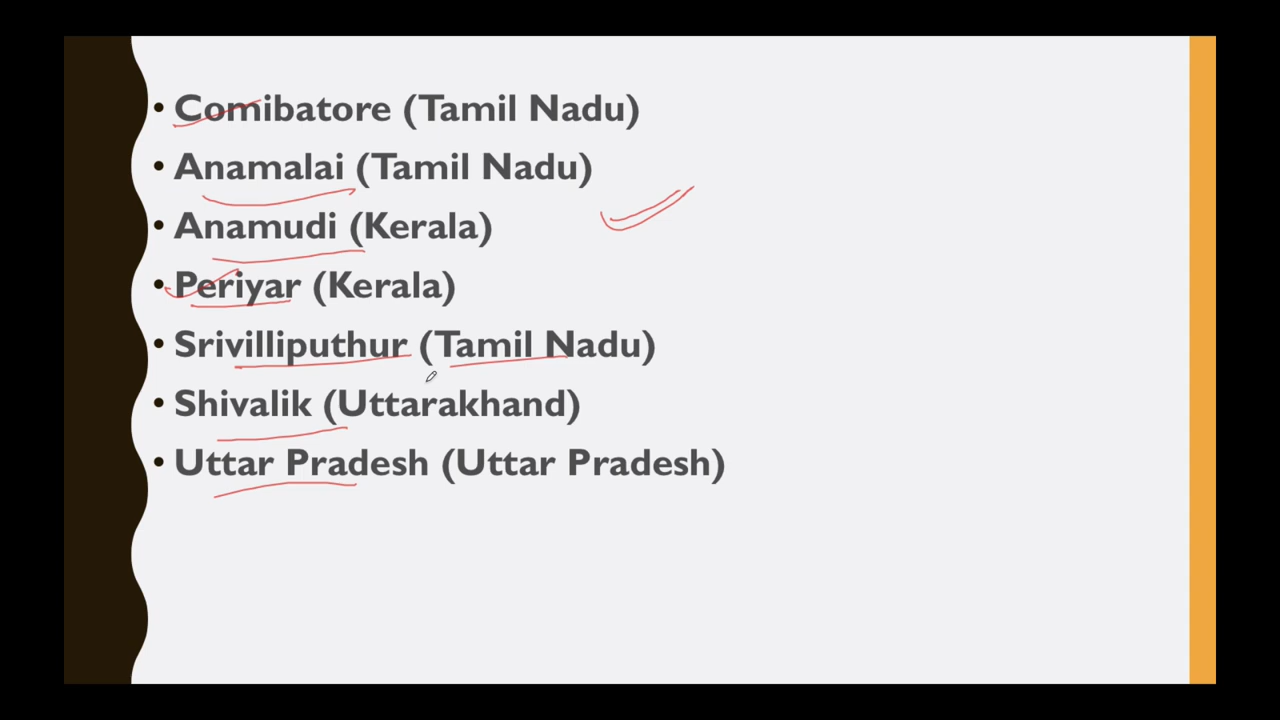 • Comibatore (Tamil Nadu)
• Anamalai (Tamil Nadu)
• Anamudi (Kerala)
• Periyar (Kerala)
• Srivilliputhur (Tamil Nadu)
• Shivalik (Uttarakhand)
• Uttar Pradesh (Uttar Pradesh)